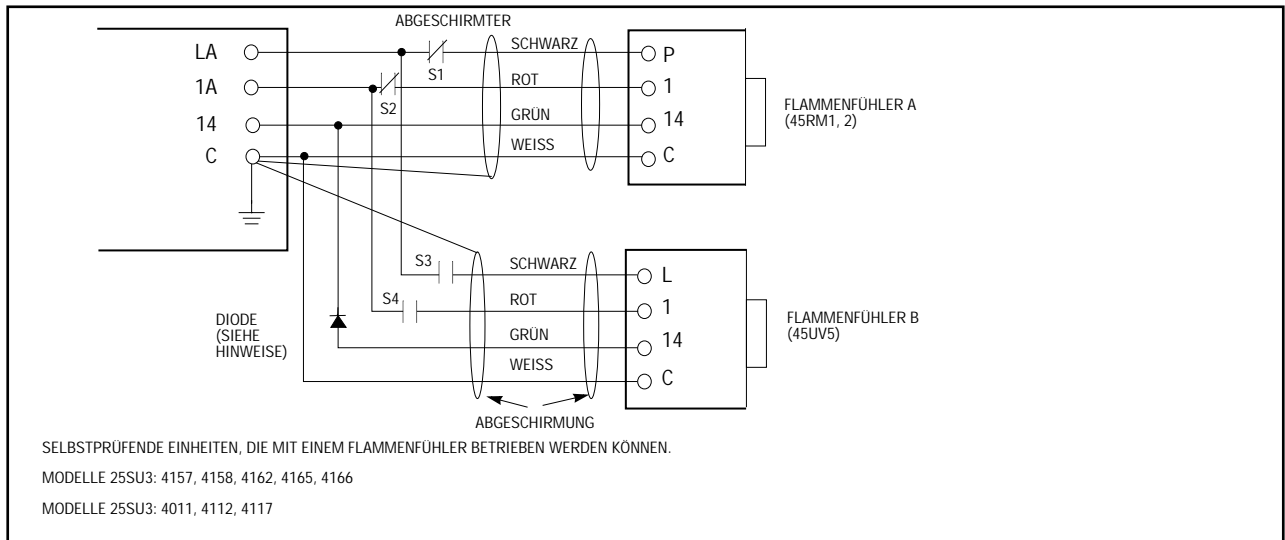 ABGESCHIRMTER
LA
S1
SCHWARZ
P
1A
S2
ROT
1
14
GRÜN
14
C
WEISS
C
FLAMMENFÜHLER A
(45RM1, 2)
S3
SCHWARZ
L
S4
ROT
1
GRÜN
14
WEISS
C
FLAMMENFÜHLER B
(45UV5)
DIODE
(SIEHE
HINWEISE)
ABGESCHIRMUNG
SELBSTPRÜFENDE EINHEITEN, DIE MIT EINEM FLAMMENFÜHLER BETRIEBEN WERDEN KÖNNEN.
MODELLE 25SU3: 4157, 4158, 4162, 4165, 4166
MODELLE 25SU3: 4011, 4112, 4117